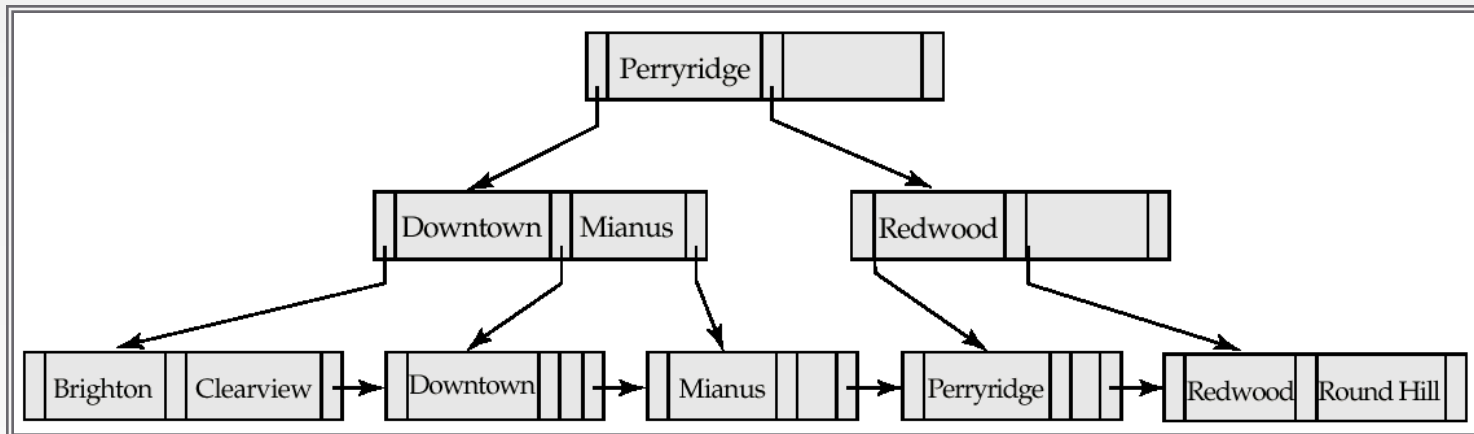 Perryridge
Downtown Mianus Redwood
Brighton Clearview Downtown Mianus Perryridge Redwood Round Hill